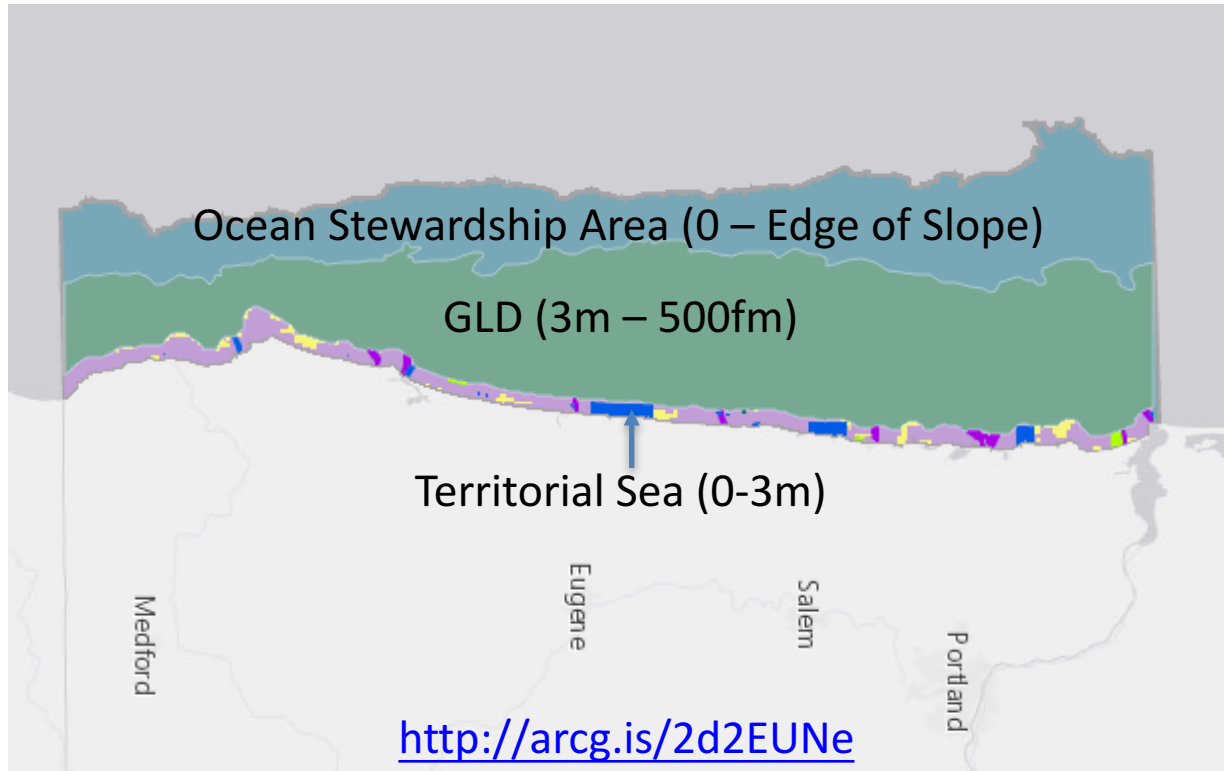 Ocean Stewardship Area (0 – Edge of Slope)
GLD (3m – 500fm)
Territorial Sea (0-3m)
Medford
Eugene
Salem
Portland
http://arcg.is/2d2EUNe